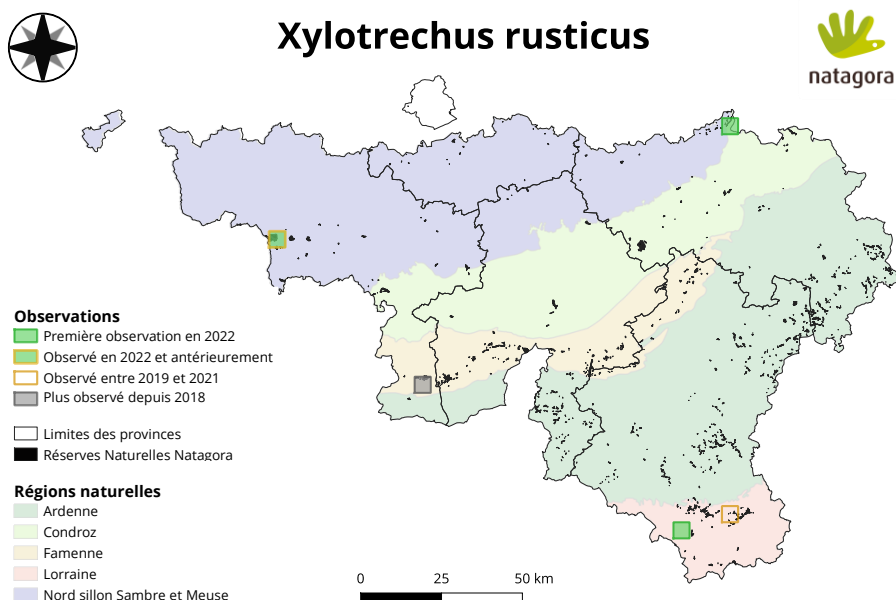 Xylotrechus rusticus
natagora
Observations
Première observation en 2022
Observé en 2022 et antérieurement
Observé entre 2019 et 2021
Plus observé depuis 2018
Limites des provinces
Réserves Naturelles Natagora
Régions naturelles
Ardenne
Condroz
Famenne
Lorraine
Nord sillon Sambre et Meuse
0 25 50 km